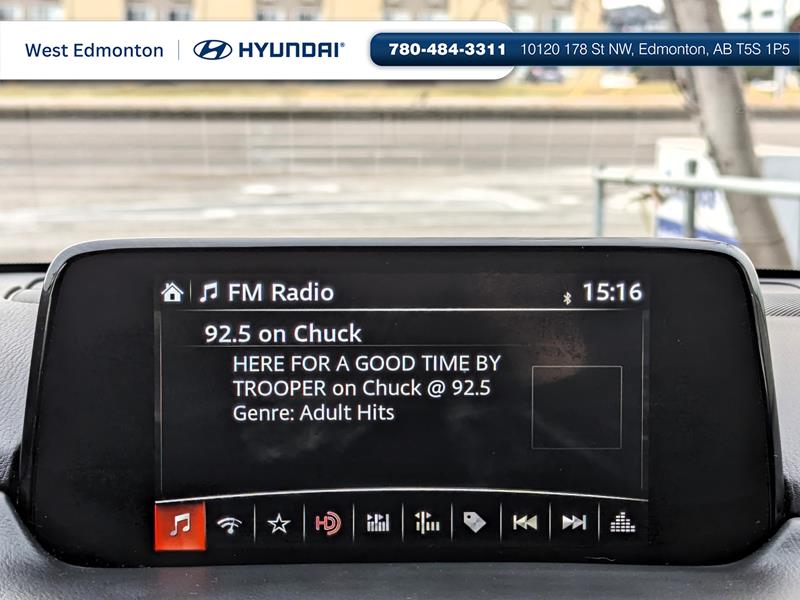 West Edmonton HYUNDAI® 780-484-3311 10120 178 St NW, Edmonton, AB T5S 1P5
FM Radio 15:16
92.5 on Chuck
HERE FOR A GOOD TIME BY
TROOPER on Chuck @ 92.5
Genre: Adult Hits
HD